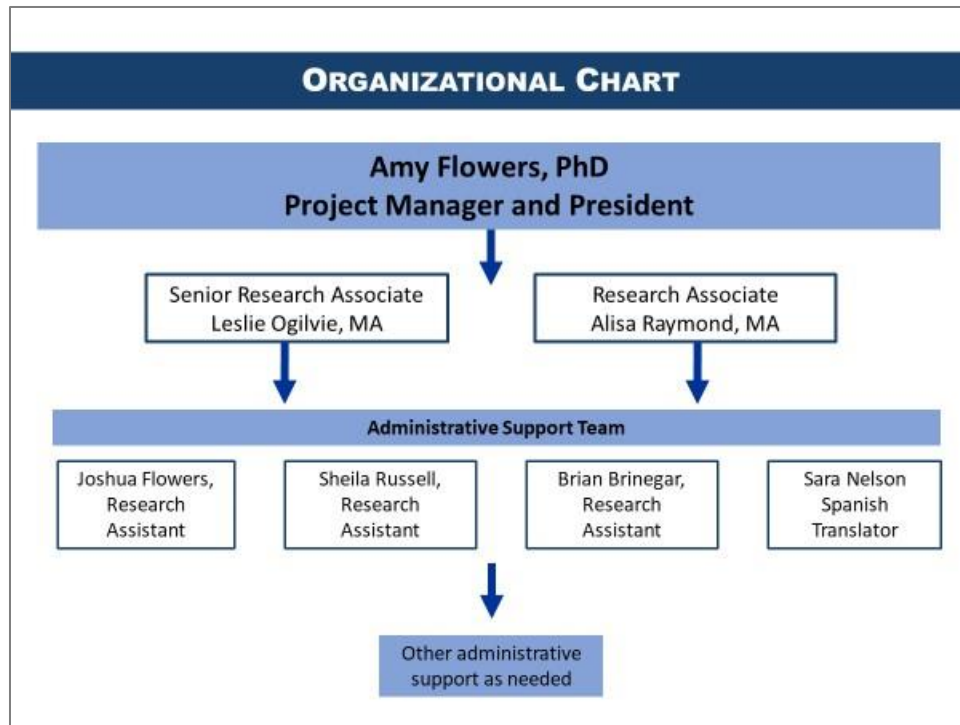 ORGANIZATIONAL CHART
Amy Flowers, PhD
Project Manager and President
Senior Research Associate
Leslie Ogilvie, MA
Research Associate
Alisa Raymond, MA
Administrative Support Team
Joshua Flowers,
Research
Assistant
Sheila Russell,
Research
Assistant
Brian Brinegar,
Research
Assistant
Sara Nelson
Spanish
Translator
Other administrative
support as needed